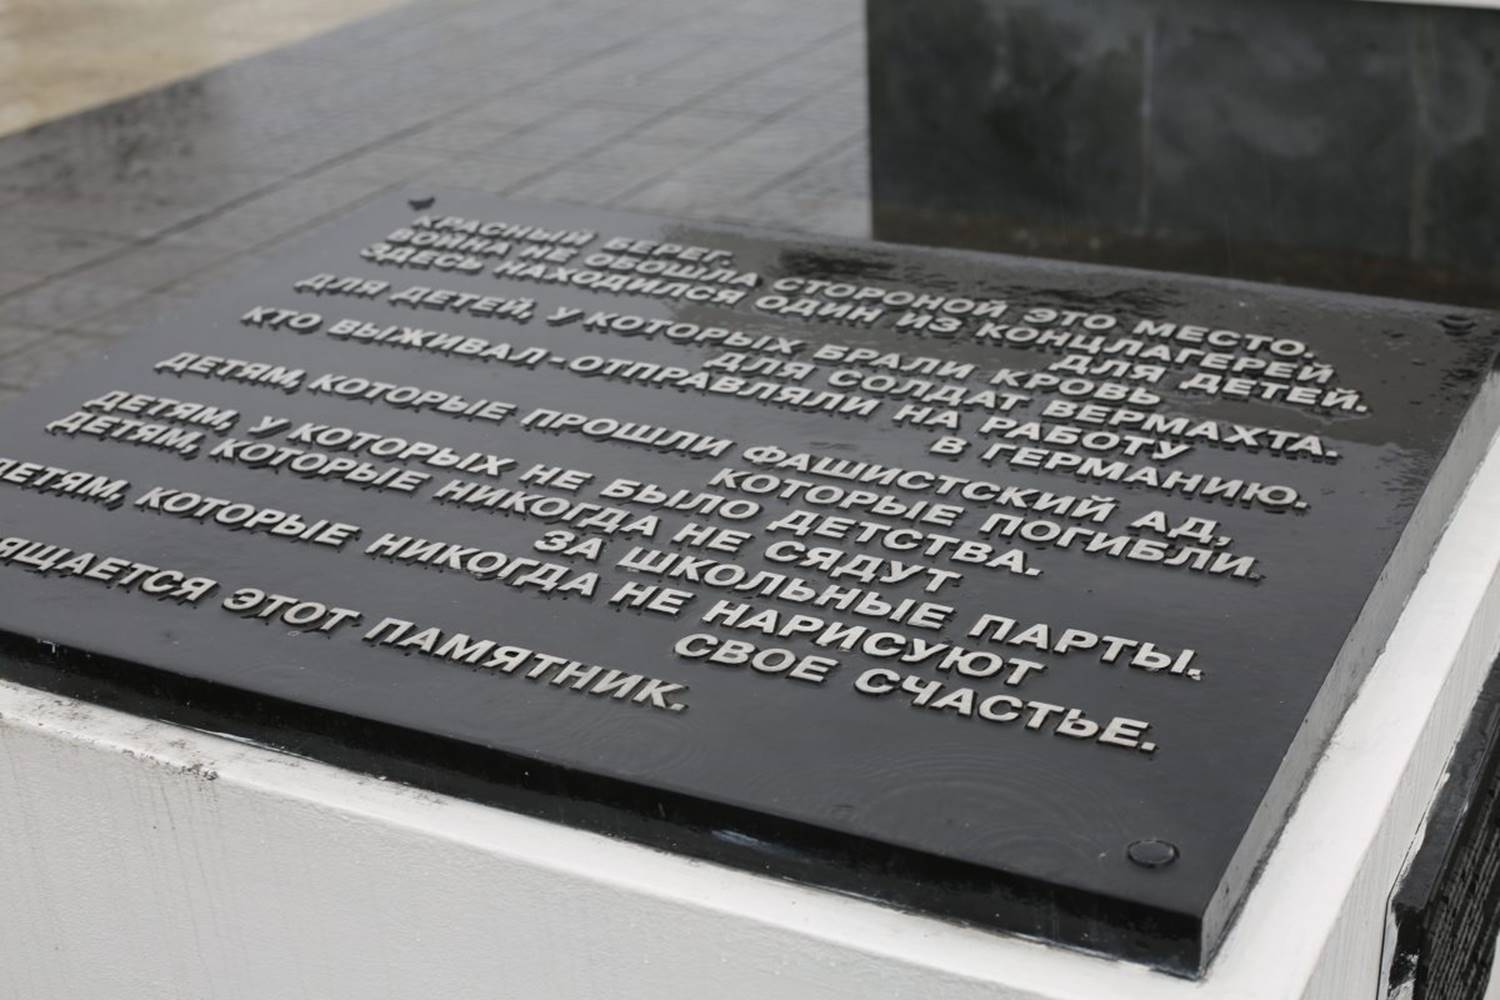 КРАСНЫЙ БЕРЕГ.
ВОЙНА НЕ ОБОШЛА СТОРОНОЙ ЭТО МЕСТО.
ЗДЕСЬ НАХОДИЛСЯ ОДИН ИЗ КОНЦЛАГЕРЕЙ
ДЛЯ ДЕТЕЙ.
ДЛЯ ДЕТЕЙ, У КОТОРЫХ БРАЛИ КРОВЬ
ДЛЯ СОЛДАТ ВЕРМАХТА.
КТО ВЫЖИВАЛ-ОТПРАВЛЯЛИ НА РАБОТУ
В ГЕРМАНИЮ.
ДЕТЯМ, КОТОРЫЕ ПРОШЛИ ФАШИСТСКИЙ АД,
КОТОРЫЕ ПОГИБЛИ.
ДЕТЯМ, У КОТОРЫХ НЕ БЫЛО ДЕТСТВА.
ДЕТЯМ, КОТОРЫЕ НИКОГДА НЕ СЯДУТ
ЗА ШКОЛЬНЫЕ ПАРТЫ.
ДЕТЯМ, КОТОРЫЕ НИКОГДА НЕ НАРИСУЮТ
СВОЕ СЧАСТЬЕ.
ЯЩАЕТСЯ ЭТОТ ПАМЯТНИК.